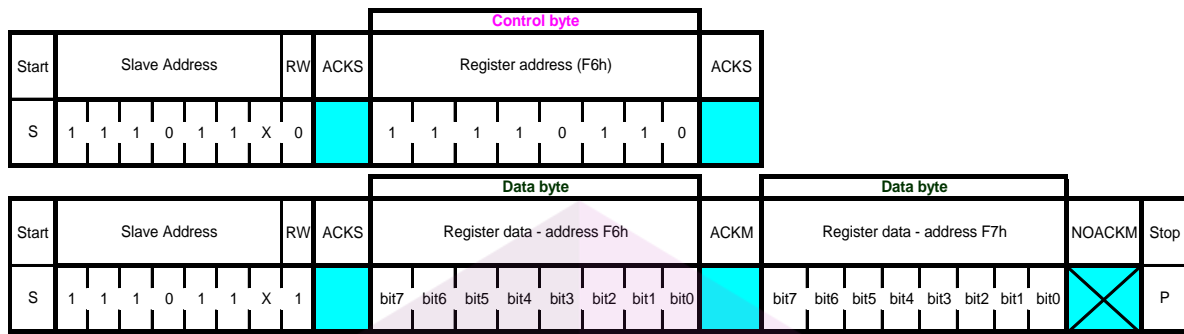 Control byte
Start Slave Address RW ACKS Register address (F6h) ACKS
S 1 1 1 0 1 1 X 0 1 1 1 1 0 1 1 0
Data byte Data byte
Start Slave Address RW ACKS Register data - address F6h ACKM Register data - address F7h NOACKM Stop
S 1 1 1 0 1 1 X 1 bit7 bit6 bit5 bit4 bit3 bit2 bit1 bit0 bit7 bit6 bit5 bit4 bit3 bit2 bit1 bit0 P